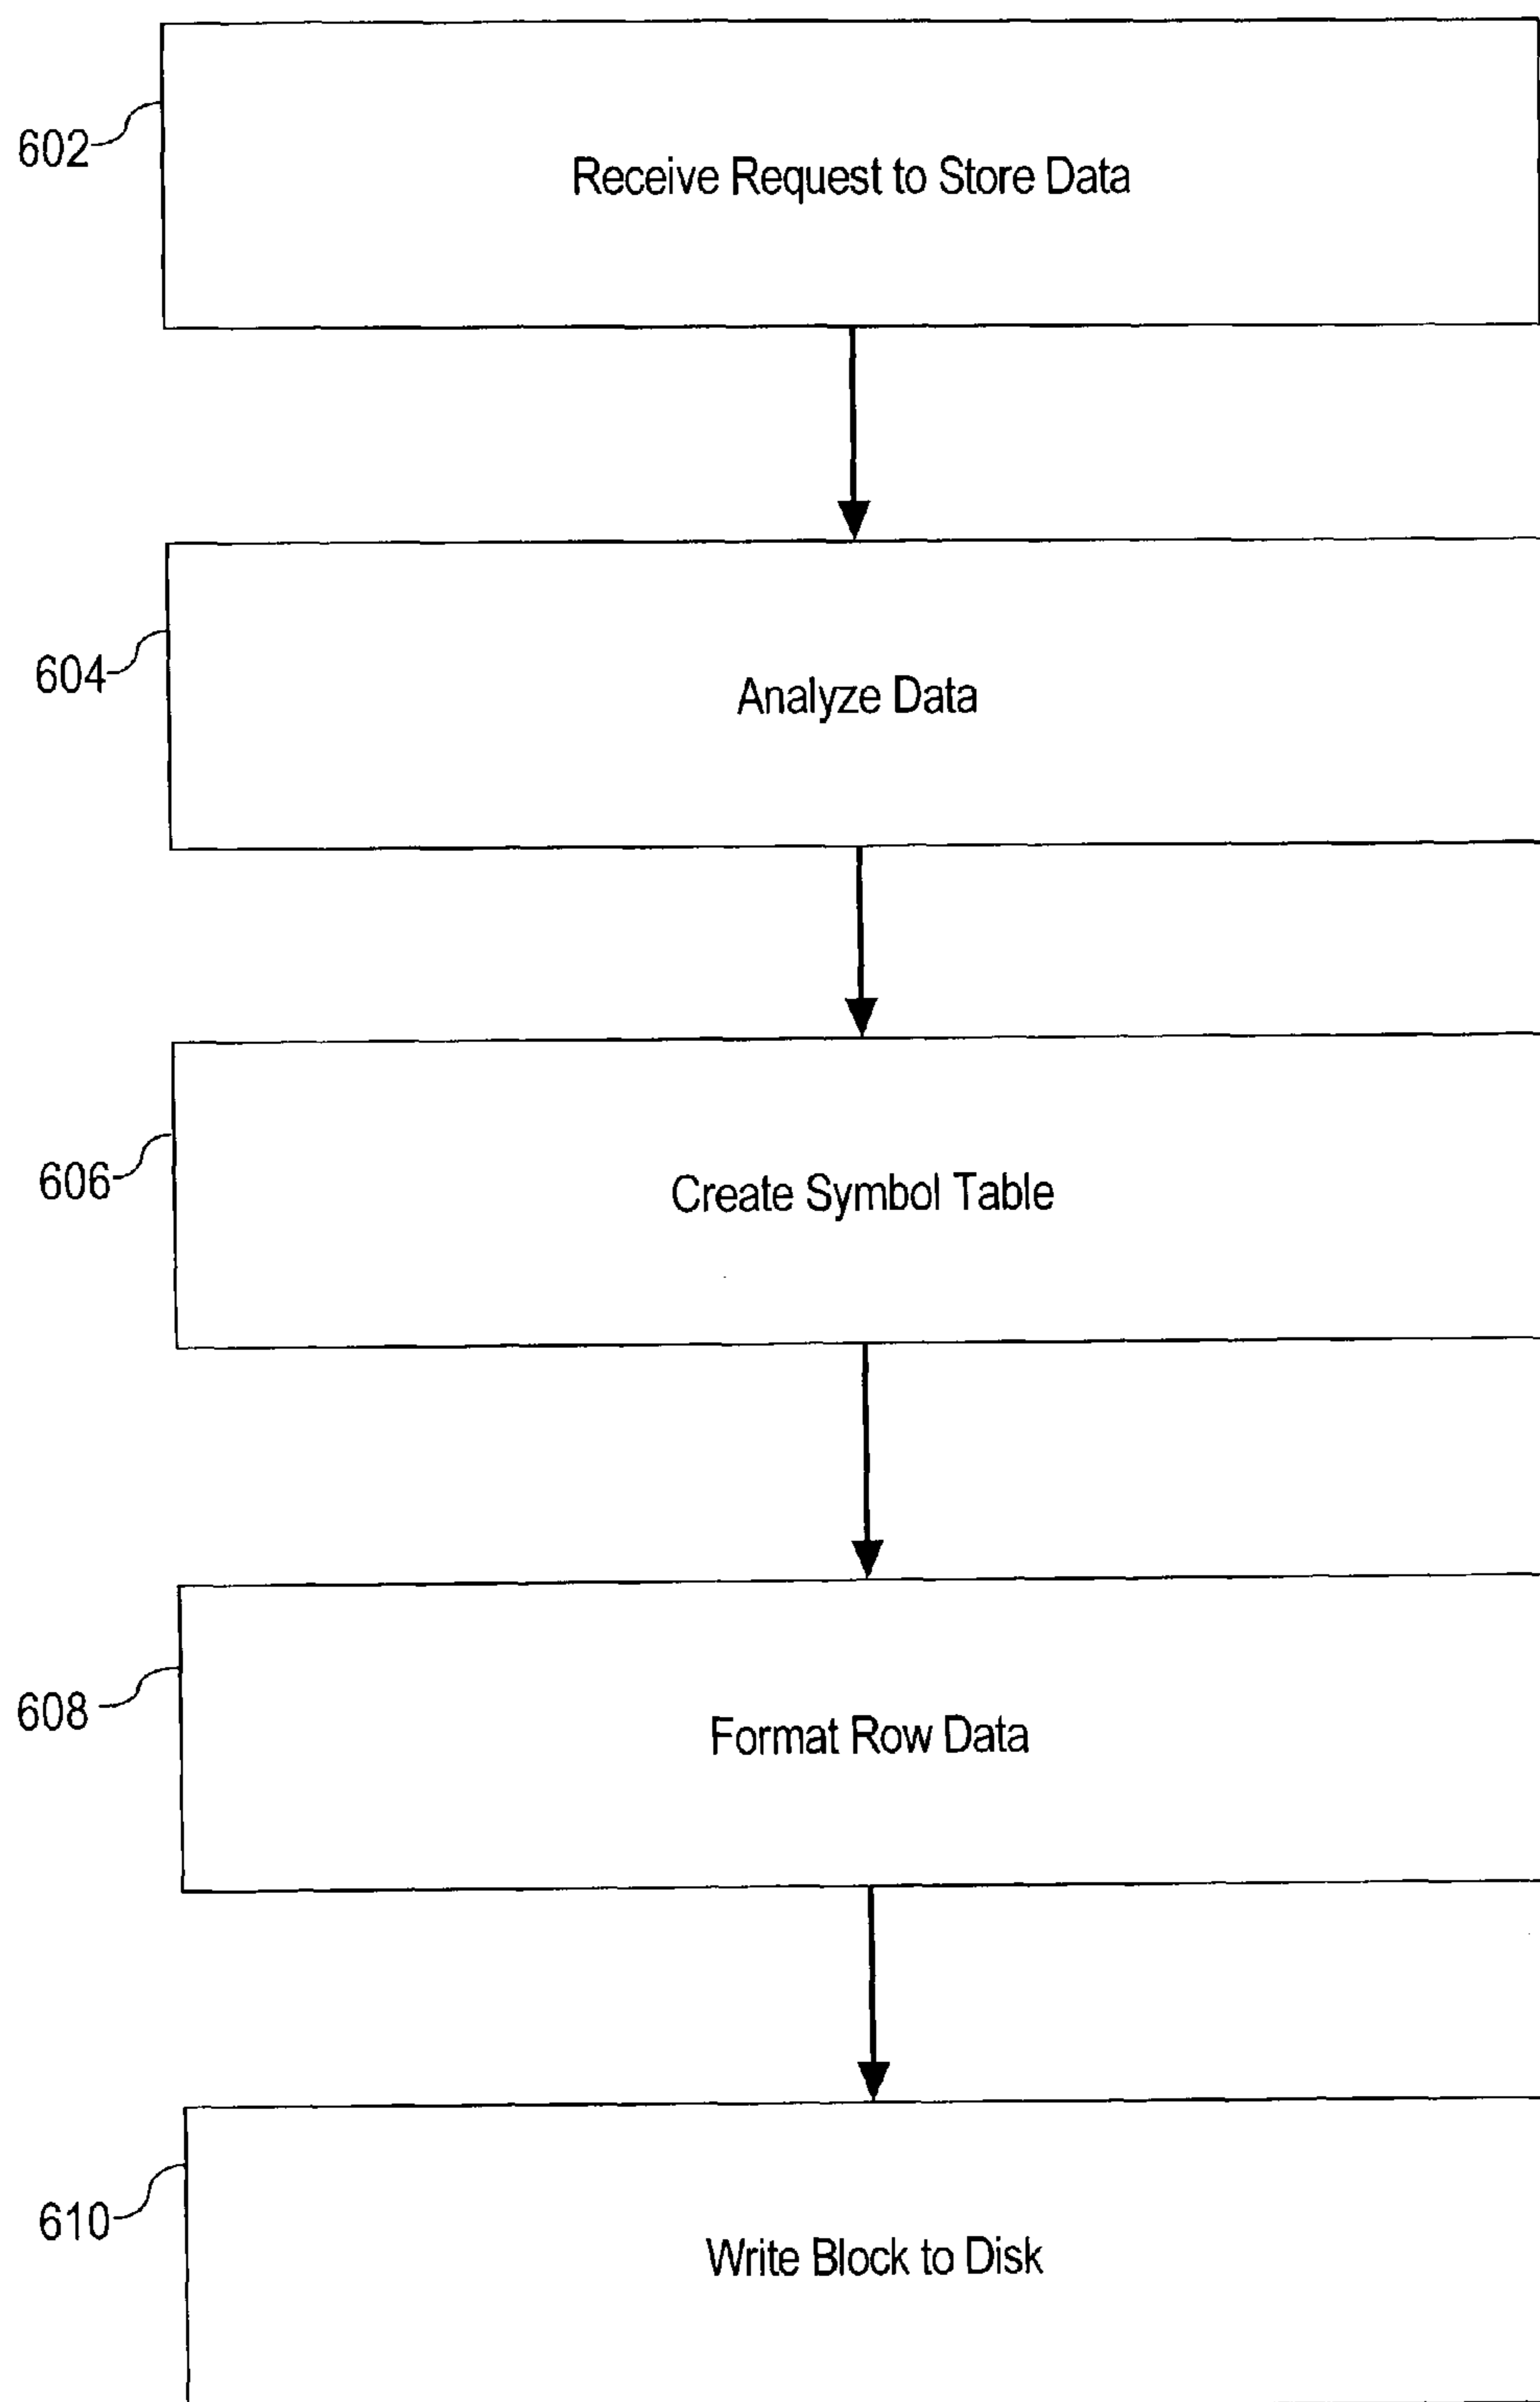 602
Receive Request to Store Data
604
Analyze Data
606
Create Symbol Table
608
Format Row Data
610
Write Block to Disk